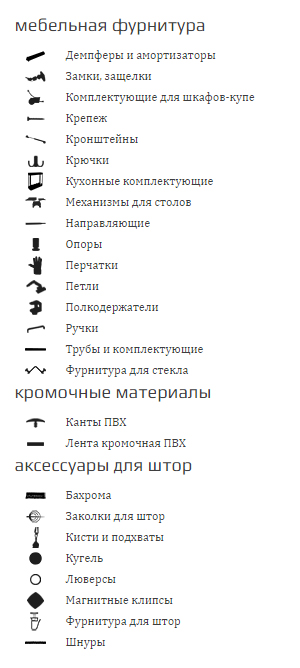 мебельная фурнитура
Демпферы и амортизаторы
Замки, защелки
Комплектующие для шкафов-купе
Крепеж
Кронштейны
Крючки
Кухонные комплектующие
Механизмы для столов
Направляющие
Опоры
Перчатки
Петли
Полкодержатели
Ручки
Трубы и комплектующие
Фурнитура для стекла
кромочные материалы
Канты ПВХ
Лента кромочная ПВХ
аксессуары для штор
Бахрома
Заколки для штор
Кисти и подхваты
Кугель
Люверсы
Магнитные клипсы
Фурнитура для штор
Шнуры